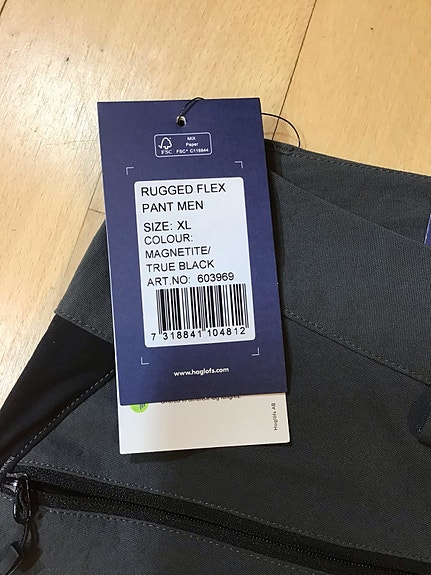 FSC
MIX
Paper
FSC® C116844
RUGGED FLEX
PANT MEN
SIZE: XL
COLOUR:
MAGNETITE/
TRUE BLACK
ART.NO: 603969
7 318841 104812
www.haglofs.com
Haglöfs AB